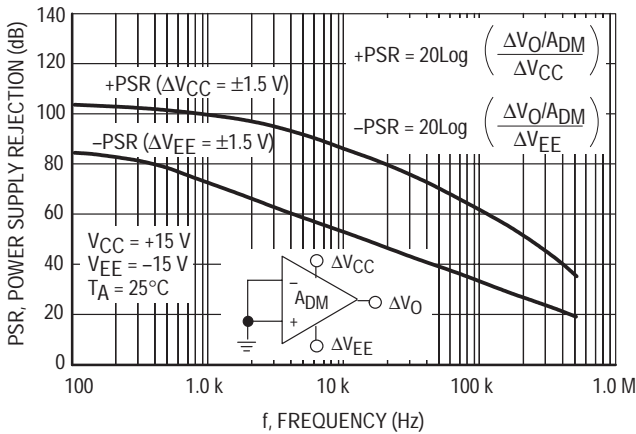 PSR, POWER SUPPLY REJECTION (dB)
140
120
100
80
60
40
20
0
+PSR = 20Log (ΔVO/ADM
ΔVCC)
+PSR (ΔVCC = ±1.5 V)
–PSR = 20Log (ΔVO/ADM
ΔVEE)
–PSR (ΔVEE = ±1.5 V)
VCC = +15 V
VEE = –15 V
TA = 25°C
ΔVCC
–
ADM
+
ΔVO
ΔVEE
100 1.0 k 10 k 100 k 1.0 M
f, FREQUENCY (Hz)